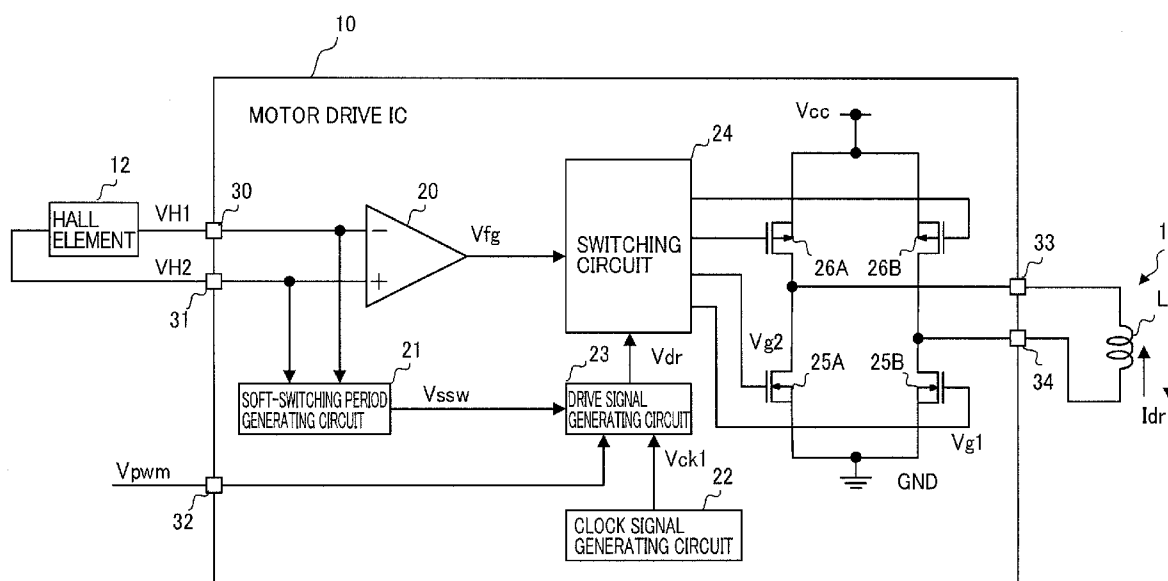 10
MOTOR DRIVE IC
Vcc
24
12
HALL
ELEMENT
VH1
30
20
Vfg
SWITCHING
CIRCUIT
VH2
31
26A
26B
33
1
L
34
Idr
21
SOFT-SWITCHING PERIOD
GENERATING CIRCUIT
Vssw
23
Vdr
DRIVE SIGNAL
GENERATING CIRCUIT
Vg2
25A
25B
Vg1
Vpwm
32
Vck1
22
CLOCK SIGNAL
GENERATING CIRCUIT
GND